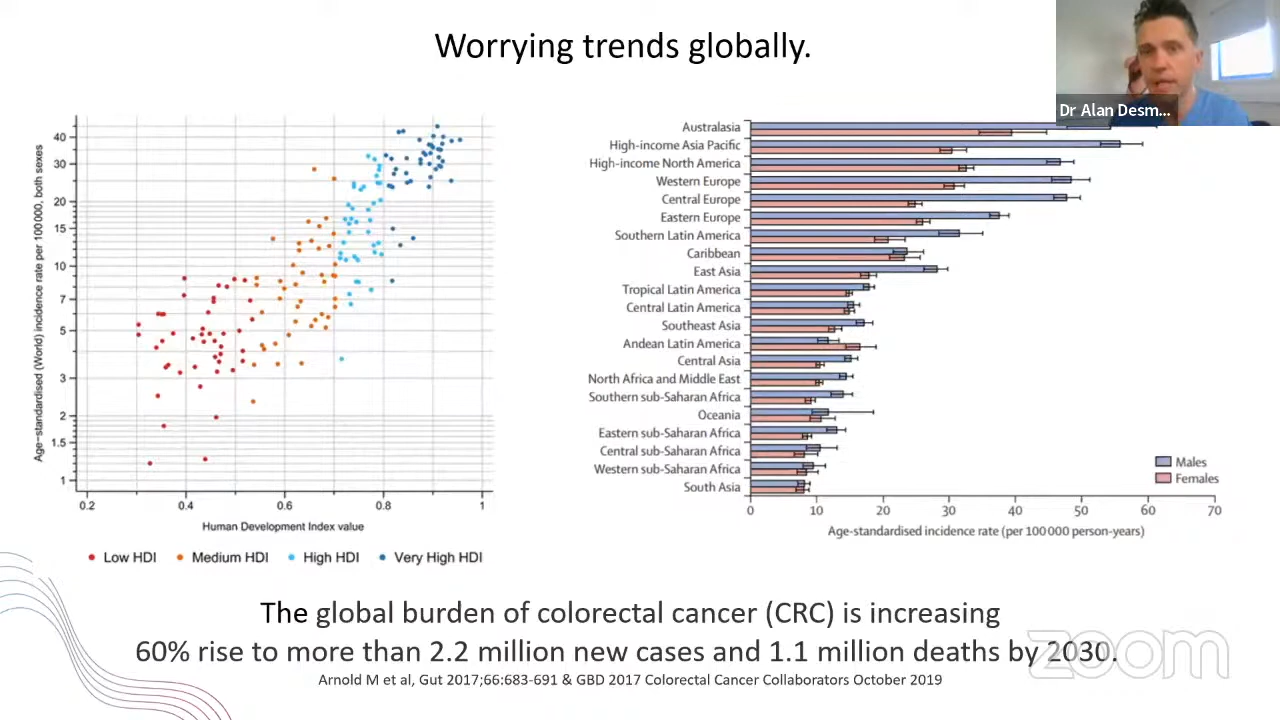 Worrying trends globally.
Dr Alan Desm...
Age-standardised (World) incidence rate per 100 000, both sexes
40
30
20
15
10
7
5
3
2
1.5
1
0.2
0.4
0.6
0.8
1
Human Development Index value
Low HDI
Medium HDI
High HDI
Very High HDI
Australasia
High-income Asia Pacific
High-income North America
Western Europe
Central Europe
Eastern Europe
Southern Latin America
Caribbean
East Asia
Tropical Latin America
Central Latin America
Southeast Asia
Andean Latin America
Central Asia
North Africa and Middle East
Southern sub-Saharan Africa
Oceania
Eastern sub-Saharan Africa
Central sub-Saharan Africa
Western sub-Saharan Africa
South Asia
Males
Females
0
10
20
30
40
50
60
70
Age-standardised incidence rate (per 100 000 person-years)
The global burden of colorectal cancer (CRC) is increasing
60% rise to more than 2.2 million new cases and 1.1 million deaths by 2030.
Arnold M et al, Gut 2017;66:683-691 & GBD 2017 Colorectal Cancer Collaborators October 2019
zoom